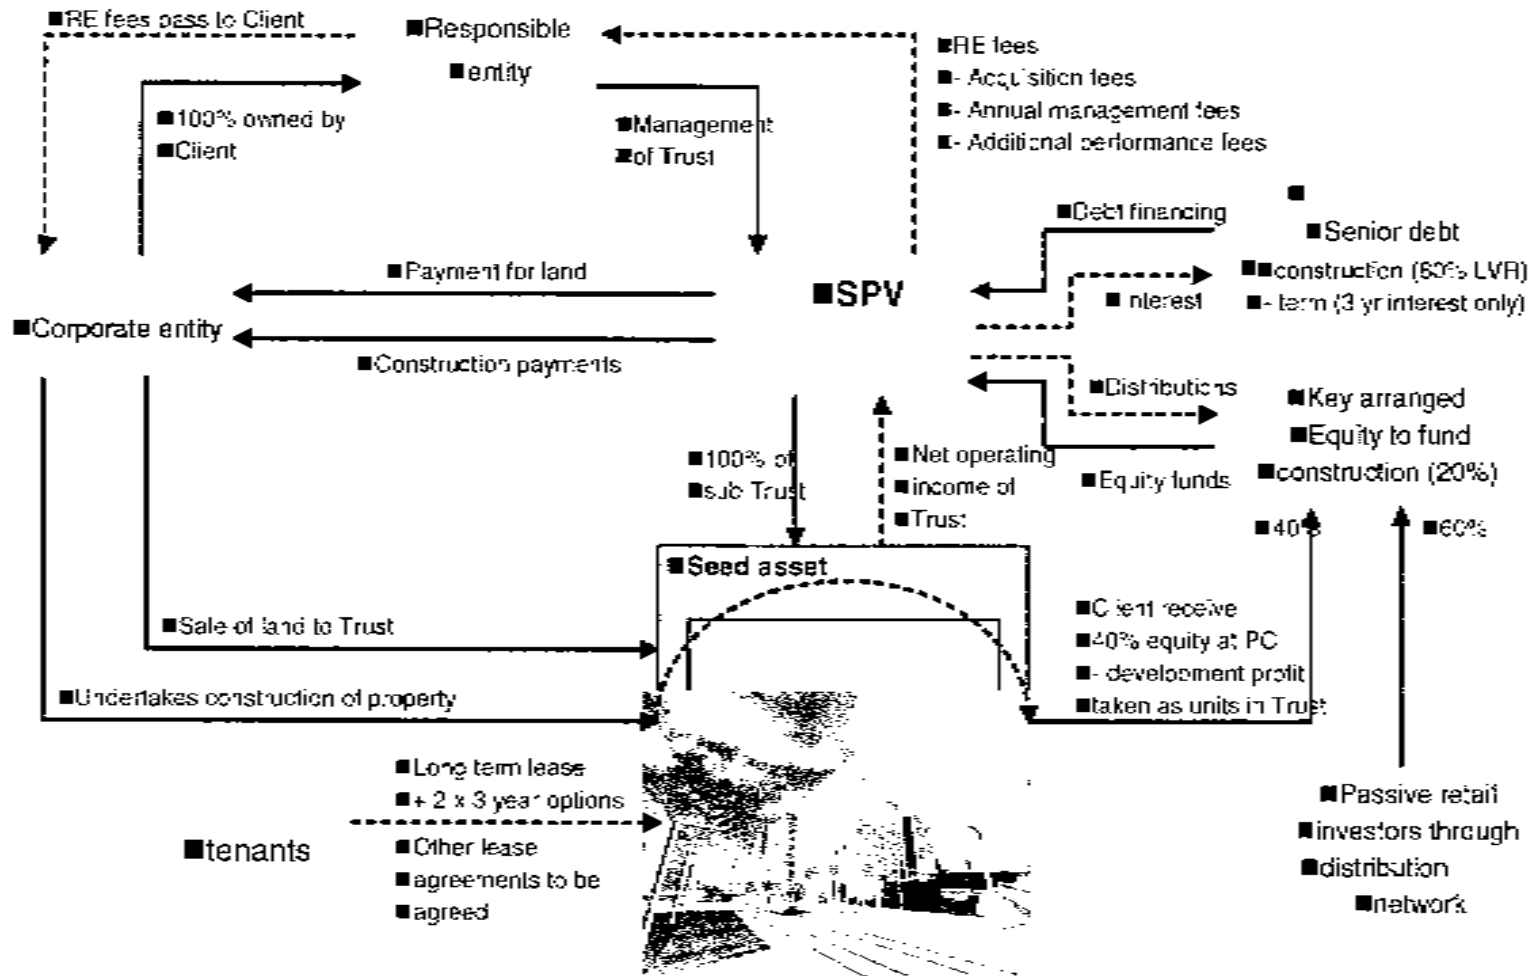 RE fees pass to Client
Responsible
entity
RE fees
- Acquisition fees
- Annual management fees
- Additional performance fees
100% owned by
Client
Management
of Trust
Debt financing
Senior debt
construction (80% LVR)
- term (3 yr interest only)
Interest
Payment for land
SPV
Corporate entity
Construction payments
Distributions
Key arranged
Equity to fund
construction (20%)
Equity funds
100% of
sub Trust
Net operating
income of
Trust
40%
60%
Seed asset
Sale of land to Trust
Client receive
40% equity at PC
- development profit
taken as units in Trust
Undertakes construction of property
Long term lease
+ 2 x 3 year options
tenants
Other lease
agreements to be
agreed
Passive retail
investors through
distribution
network